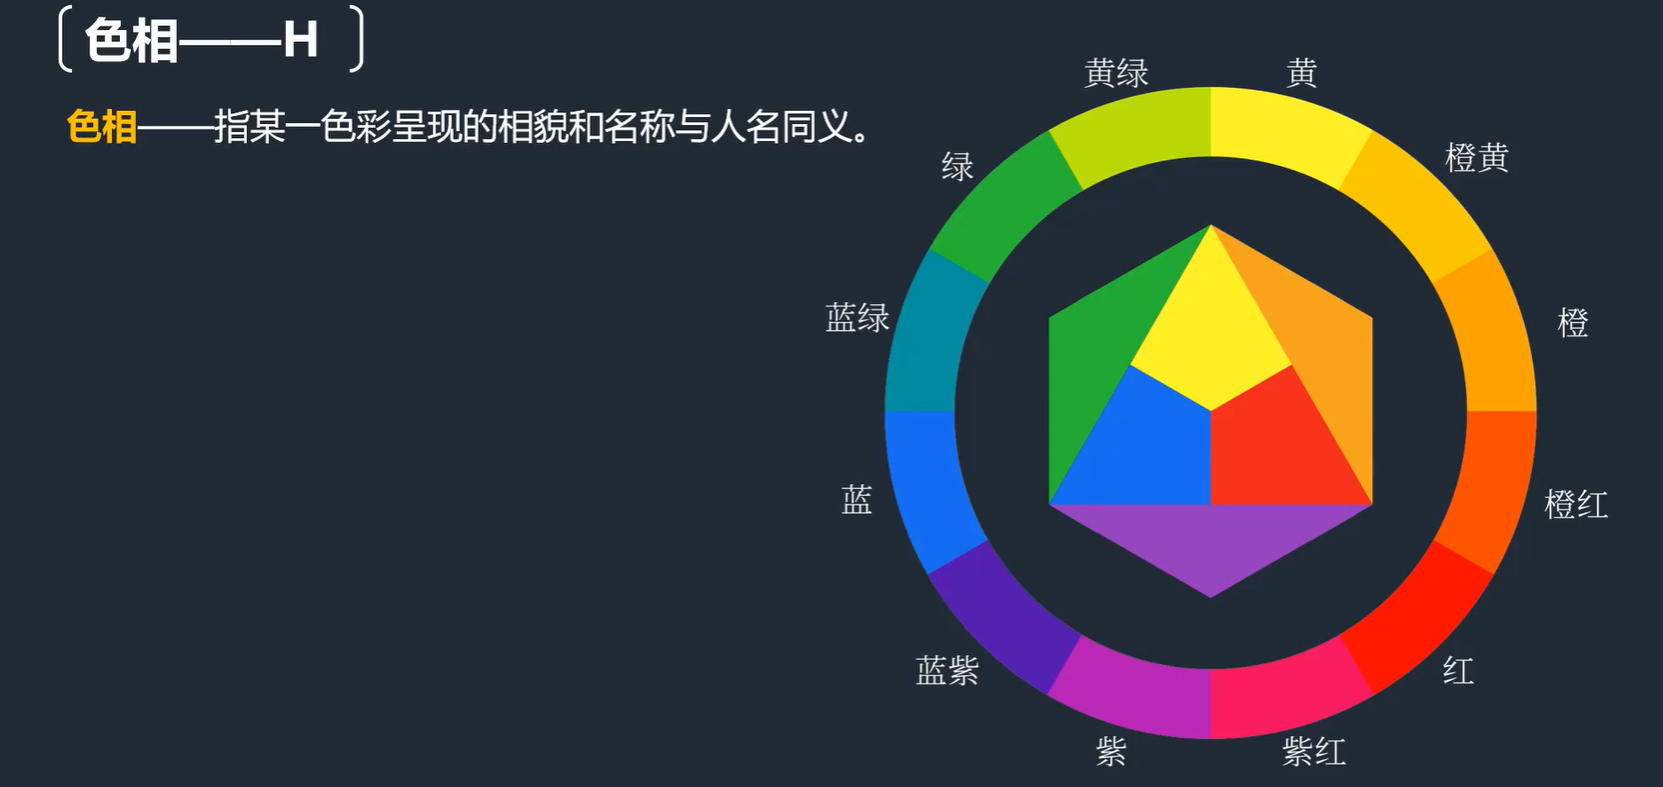 色相——H
色相——指某一色彩呈现的相貌和名称与人名同义。
黄绿
黄
绿
橙黄
蓝绿
橙
蓝
橙红
蓝紫
红
紫
紫红